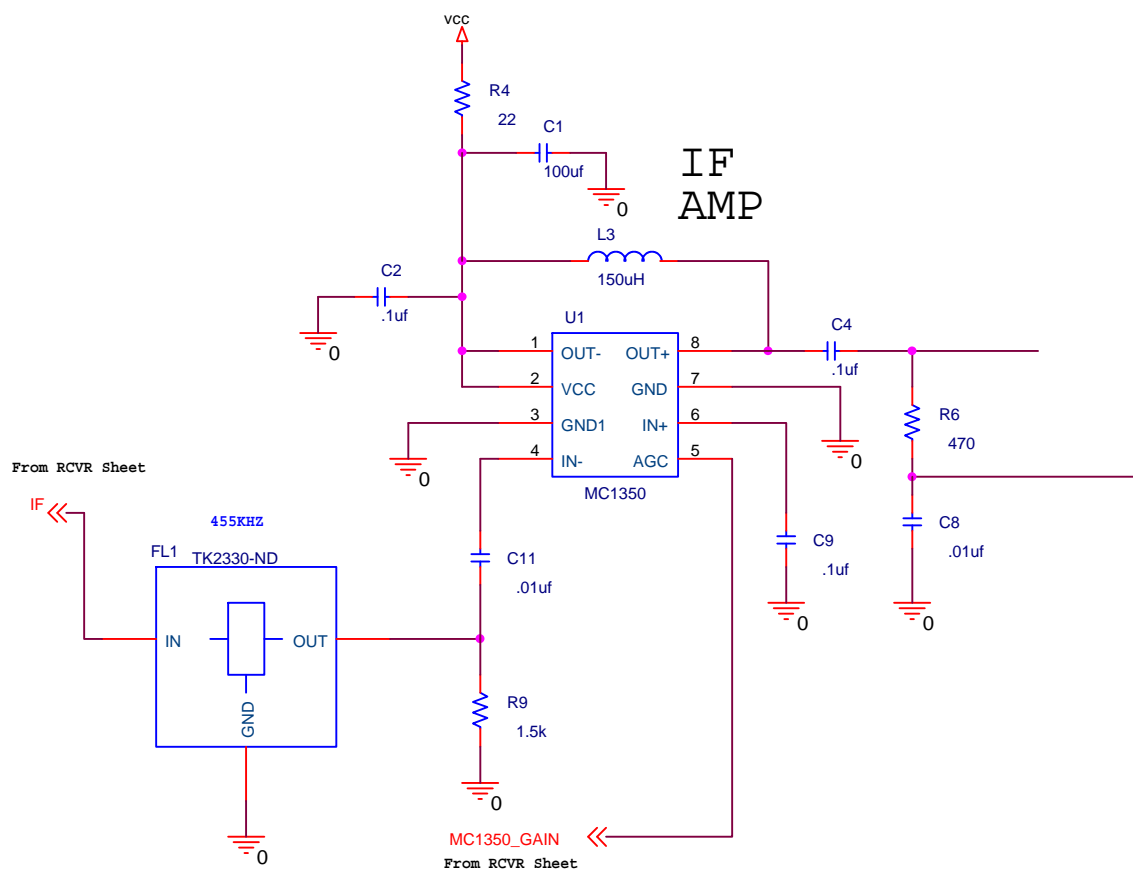 vcc
R4
22
C1
100uf
0
IF
AMP
L3
150uH
C2
.1uf
0
U1
1
OUT-
OUT+
8
2
VCC
GND
7
3
GND1
IN+
6
4
IN-
AGC
5
MC1350
C4
.1uf
R6
470
0
0
C8
.01uf
0
C9
.1uf
0
From RCVR Sheet
IF
455KHZ
FL1
TK2330-ND
IN
OUT
GND
0
C11
.01uf
R9
1.5k
0
MC1350_GAIN
From RCVR Sheet